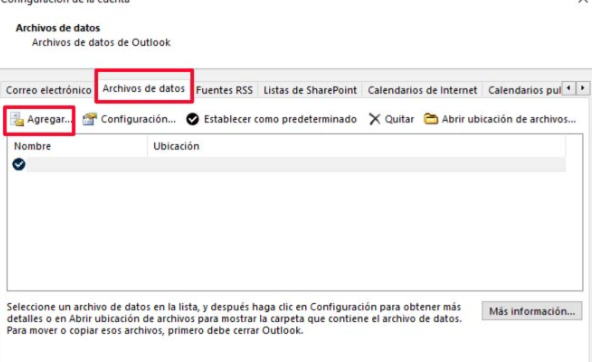 Configuración de la cuenta
Archivos de datos
Archivos de datos de Outlook
Correo electrónico Archivos de datos Fuentes RSS Listas de SharePoint Calendarios de Internet Calendarios pul
Agregar... Configuración... Establecer como predeterminado Quitar Abrir ubicación de archivos...
Nombre Ubicación
Seleccione un archivo de datos en la lista, y después haga clic en Configuración para obtener más
detalles o en Abrir ubicación de archivos para mostrar la carpeta que contiene el archivo de datos.
Para mover o copiar esos archivos, primero debe cerrar Outlook.
Más información...